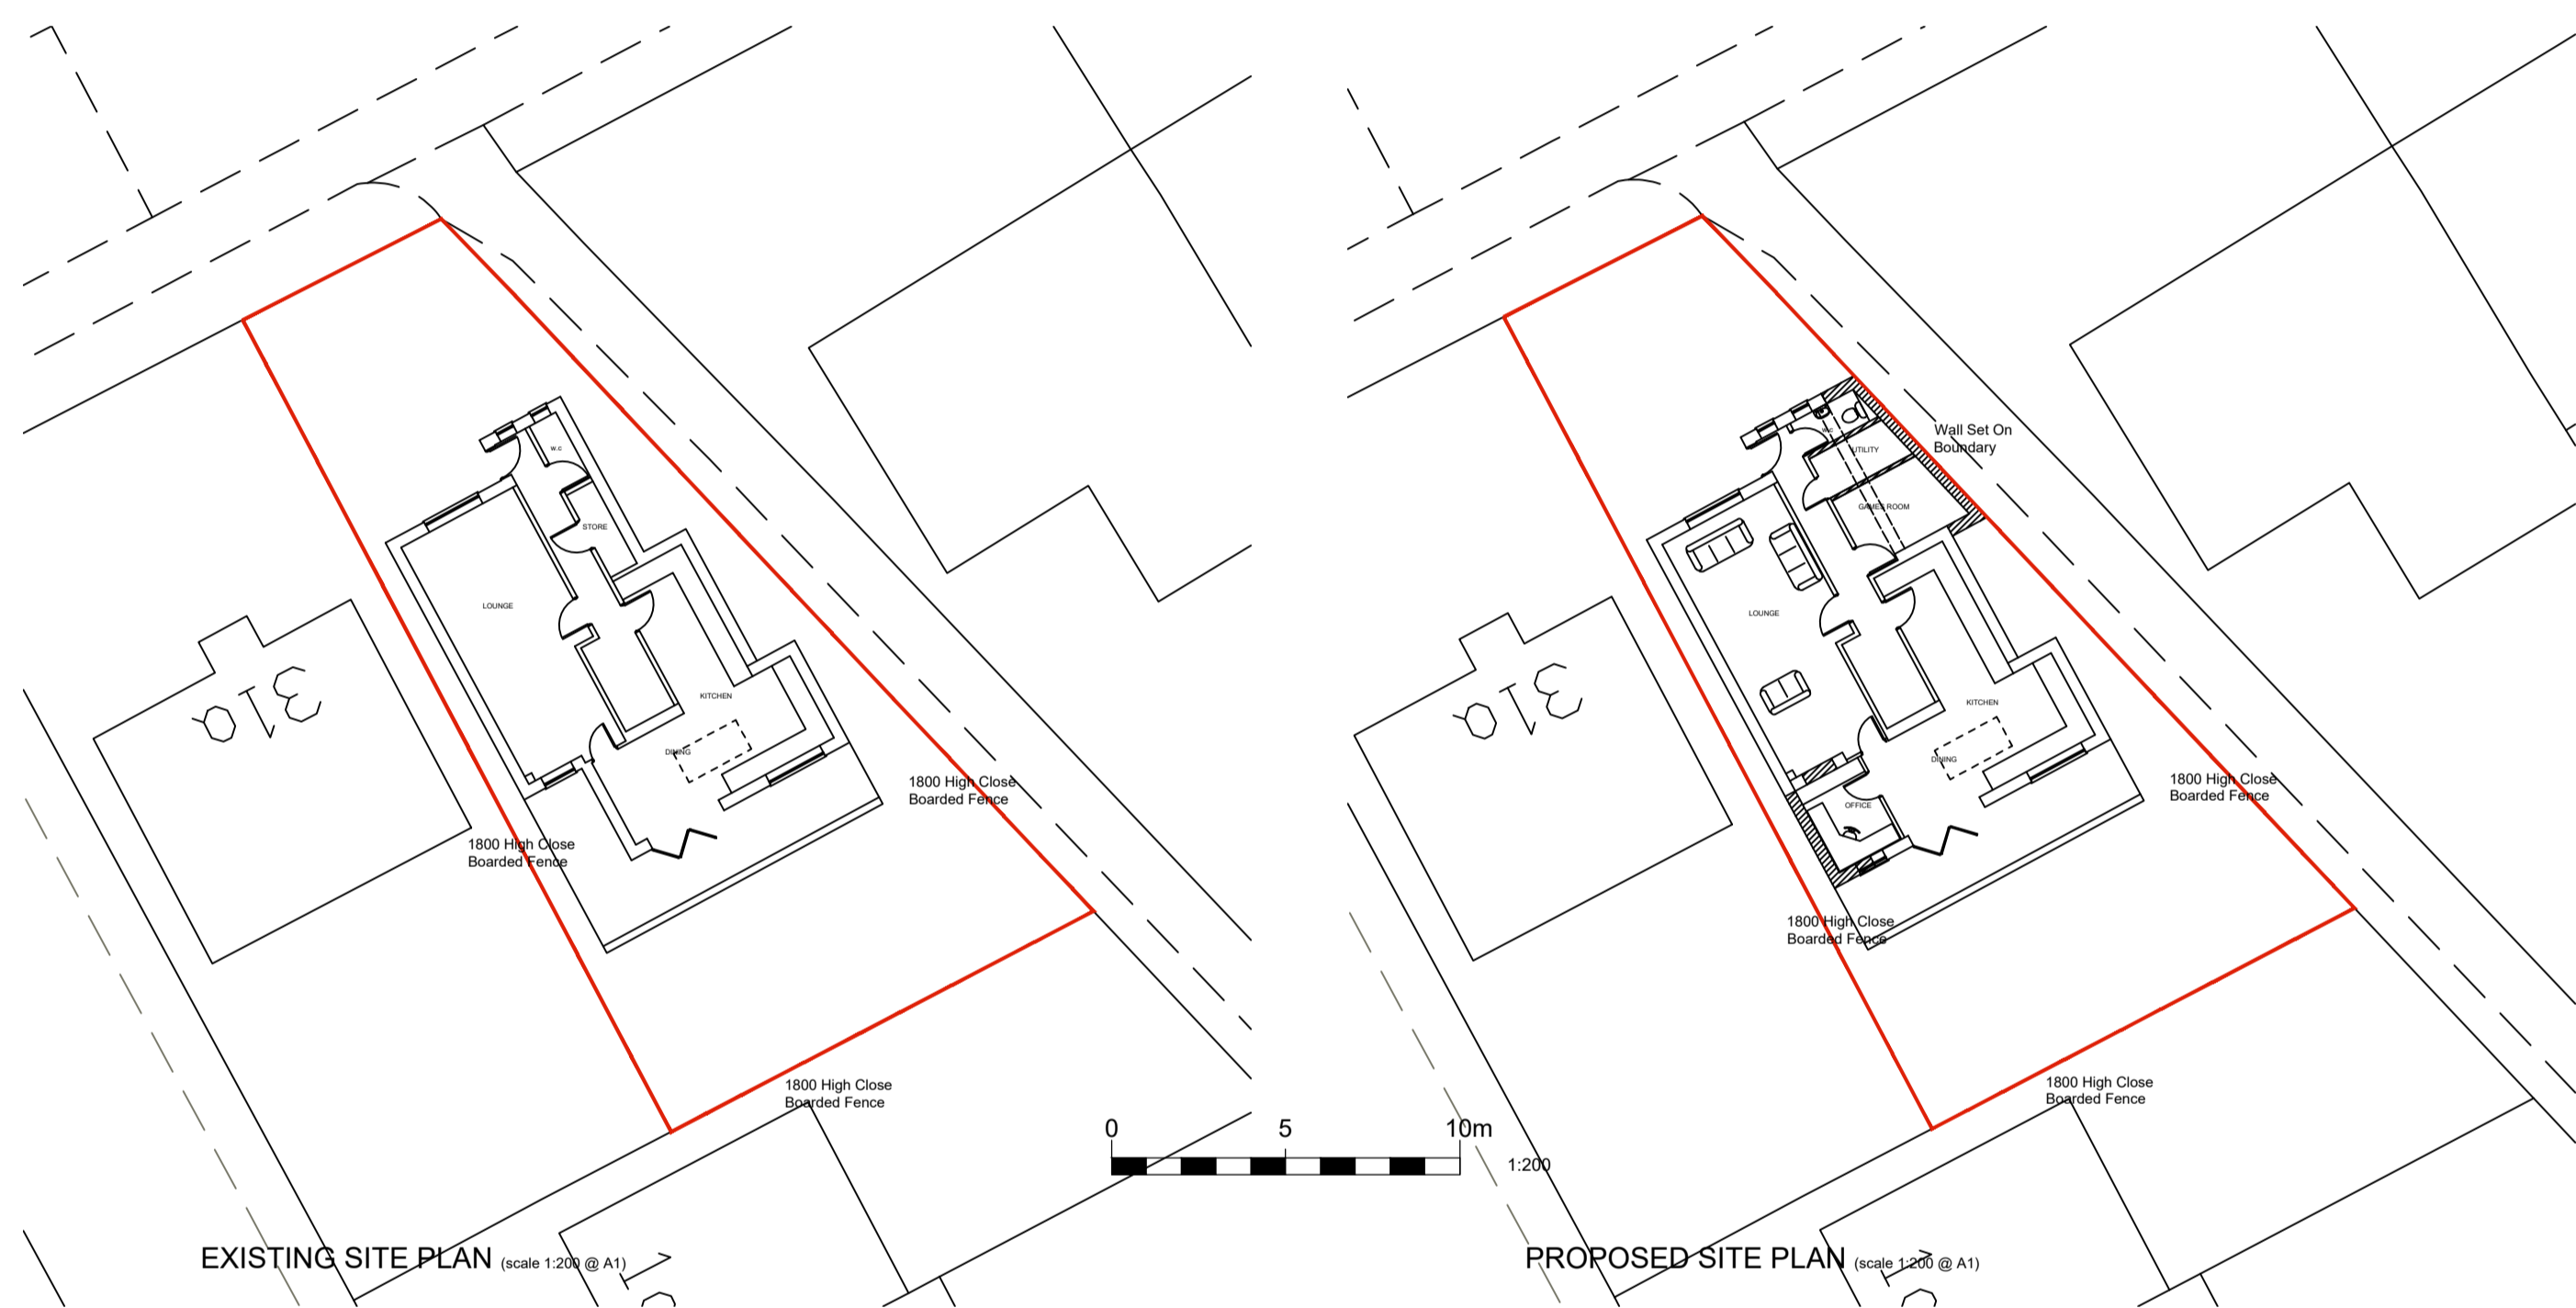 W.C
STORE
LOUNGE
KITCHEN
DINING
319
1800 High Close
Boarded Fence
1800 High Close
Boarded Fence
1800 High Close
Boarded Fence
EXISTING SITE PLAN (scale 1:200 @ A1)
0 5 10m
1:200
W.C
UTILITY
Wall Set On
Boundary
GAMES ROOM
LOUNGE
KITCHEN
DINING
OFFICE
319
1800 High Close
Boarded Fence
1800 High Close
Boarded Fence
1800 High Close
Boarded Fence
PROPOSED SITE PLAN (scale 1:200 @ A1)